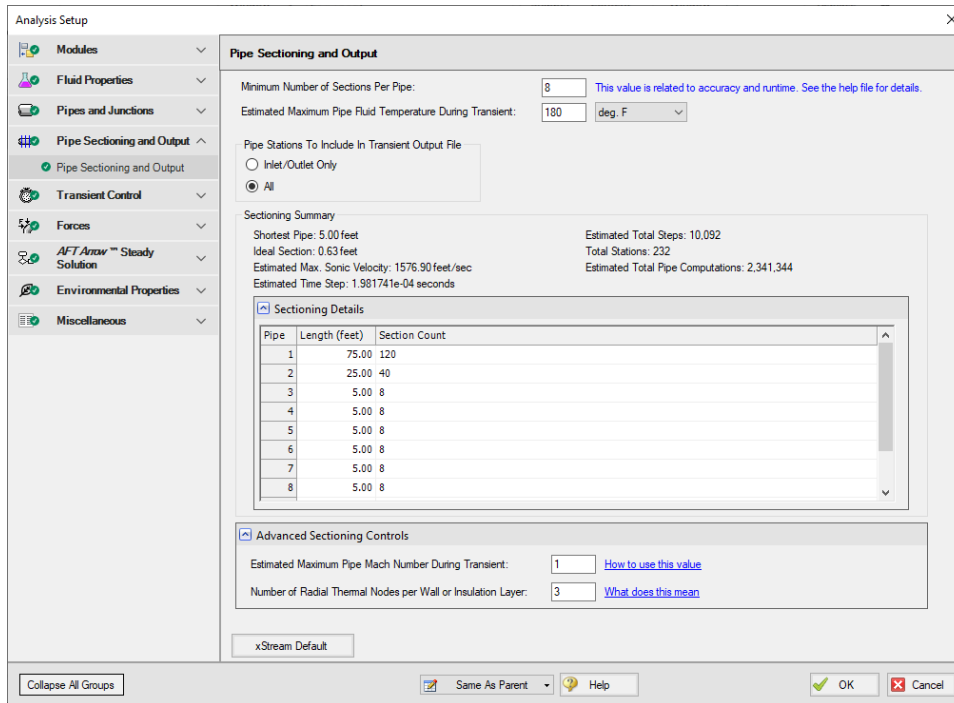 Analysis Setup
Modules
Fluid Properties
Pipes and Junctions
Pipe Sectioning and Output
Pipe Sectioning and Output
Transient Control
Forces
AFT Arrow ™ Steady
Solution
Environmental Properties
Miscellaneous
Pipe Sectioning and Output
Minimum Number of Sections Per Pipe: 8 This value is related to accuracy and runtime. See the help file for details.
Estimated Maximum Pipe Fluid Temperature During Transient: 180 deg. F
Pipe Stations To Include In Transient Output File
Inlet/Outlet Only
All
Sectioning Summary
Shortest Pipe: 5.00 feet
Ideal Section: 0.63 feet
Estimated Max. Sonic Velocity: 1576.90 feet/sec
Estimated Time Step: 1.981741e-04 seconds
Estimated Total Steps: 10,092
Total Stations: 232
Estimated Total Pipe Computations: 2,341,344
Sectioning Details
Pipe Length (feet) Section Count
1 75.00 120
2 25.00 40
3 5.00 8
4 5.00 8
5 5.00 8
6 5.00 8
7 5.00 8
8 5.00 8
Advanced Sectioning Controls
Estimated Maximum Pipe Mach Number During Transient: 1 How to use this value
Number of Radial Thermal Nodes per Wall or Insulation Layer: 3 What does this mean
xStream Default
Collapse All Groups Same As Parent Help OK Cancel